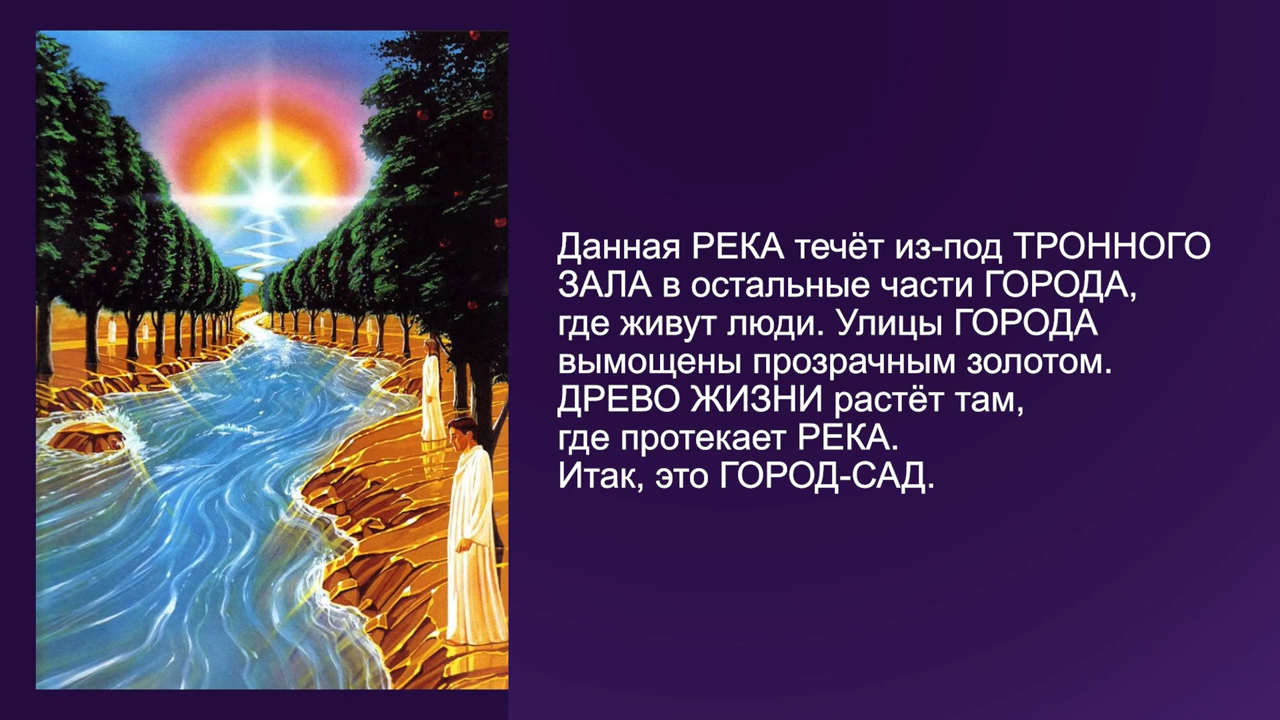 Данная РЕКА течёт из-под ТРОННОГО
ЗАЛА в остальные части ГОРОДА,
где живут люди. Улицы ГОРОДА
вымощены прозрачным золотом.
ДРЕВО ЖИЗНИ растёт там,
где протекает РЕКА.
Итак, это ГОРОД-САД.